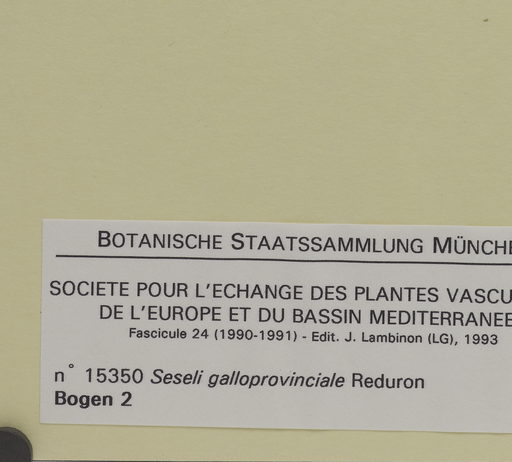 BOTANISCHE STAATSSAMMLUNG MÜNCHE
SOCIETE POUR L'ECHANGE DES PLANTES VASCU
DE L'EUROPE ET DU BASSIN MEDITERRANEE
Fascicule 24 (1990-1991) - Edit. J. Lambinon (LG), 1993
n° 15350 Seseli galloprovinciale Reduron
Bogen 2